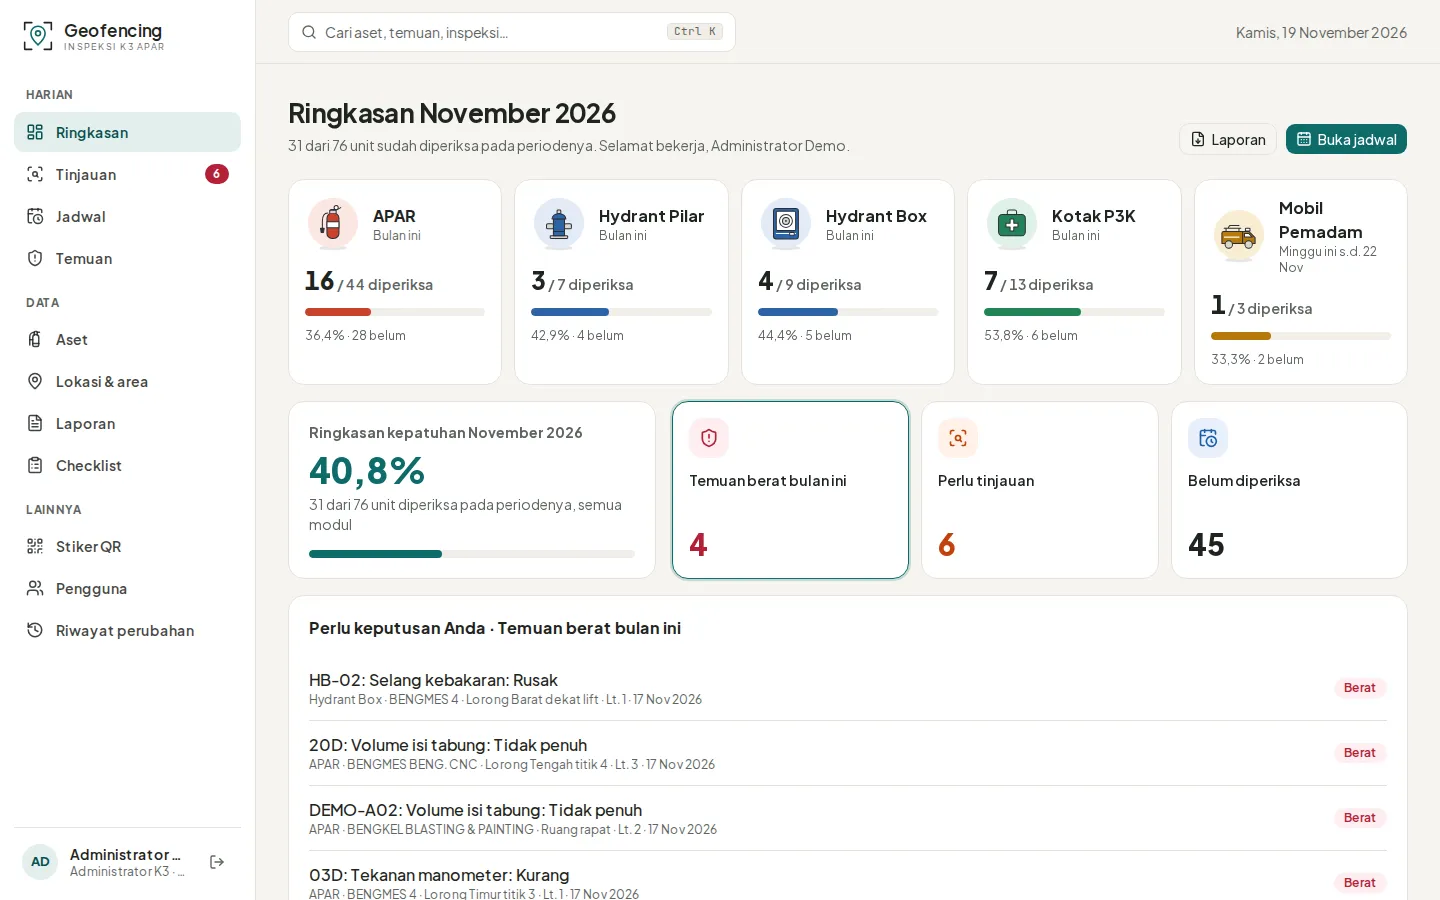 Geofencing
INSPEKSI K3 APAR
Cari aset, temuan, inspeksi...
Ctrl K
Kamis, 19 November 2026
HARIAN
Ringkasan
Tinjauan
6
Jadwal
Temuan
DATA
Aset
Lokasi & area
Laporan
Checklist
LAINNYA
Stiker QR
Pengguna
Riwayat perubahan
AD
Administrator ...
Administrator K3 · ...
Ringkasan November 2026
31 dari 76 unit sudah diperiksa pada periodenya. Selamat bekerja, Administrator Demo.
Laporan
Buka jadwal
APAR
Bulan ini
16 / 44 diperiksa
36,4% · 28 belum
Hydrant Pilar
Bulan ini
3 / 7 diperiksa
42,9% · 4 belum
Hydrant Box
Bulan ini
4 / 9 diperiksa
44,4% · 5 belum
Kotak P3K
Bulan ini
7 / 13 diperiksa
53,8% · 6 belum
Mobil
Pemadam
Minggu ini s.d. 22
Nov
1 / 3 diperiksa
33,3% · 2 belum
Ringkasan kepatuhan November 2026
40,8%
31 dari 76 unit diperiksa pada periodenya, semua
modul
Temuan berat bulan ini
4
Perlu tinjauan
6
Belum diperiksa
45
Perlu keputusan Anda · Temuan berat bulan ini
HB-02: Selang kebakaran: Rusak
Hydrant Box · BENGMES 4 · Lorong Barat dekat lift · Lt. 1 · 17 Nov 2026
Berat
20D: Volume isi tabung: Tidak penuh
APAR · BENGMES BENG. CNC · Lorong Tengah titik 4 · Lt. 3 · 17 Nov 2026
Berat
DEMO-A02: Volume isi tabung: Tidak penuh
APAR · BENGKEL BLASTING & PAINTING · Ruang rapat · Lt. 2 · 17 Nov 2026
Berat
03D: Tekanan manometer: Kurang
APAR · BENGMES 4 · Lorong Timur titik 3 · Lt. 1 · 17 Nov 2026
Berat